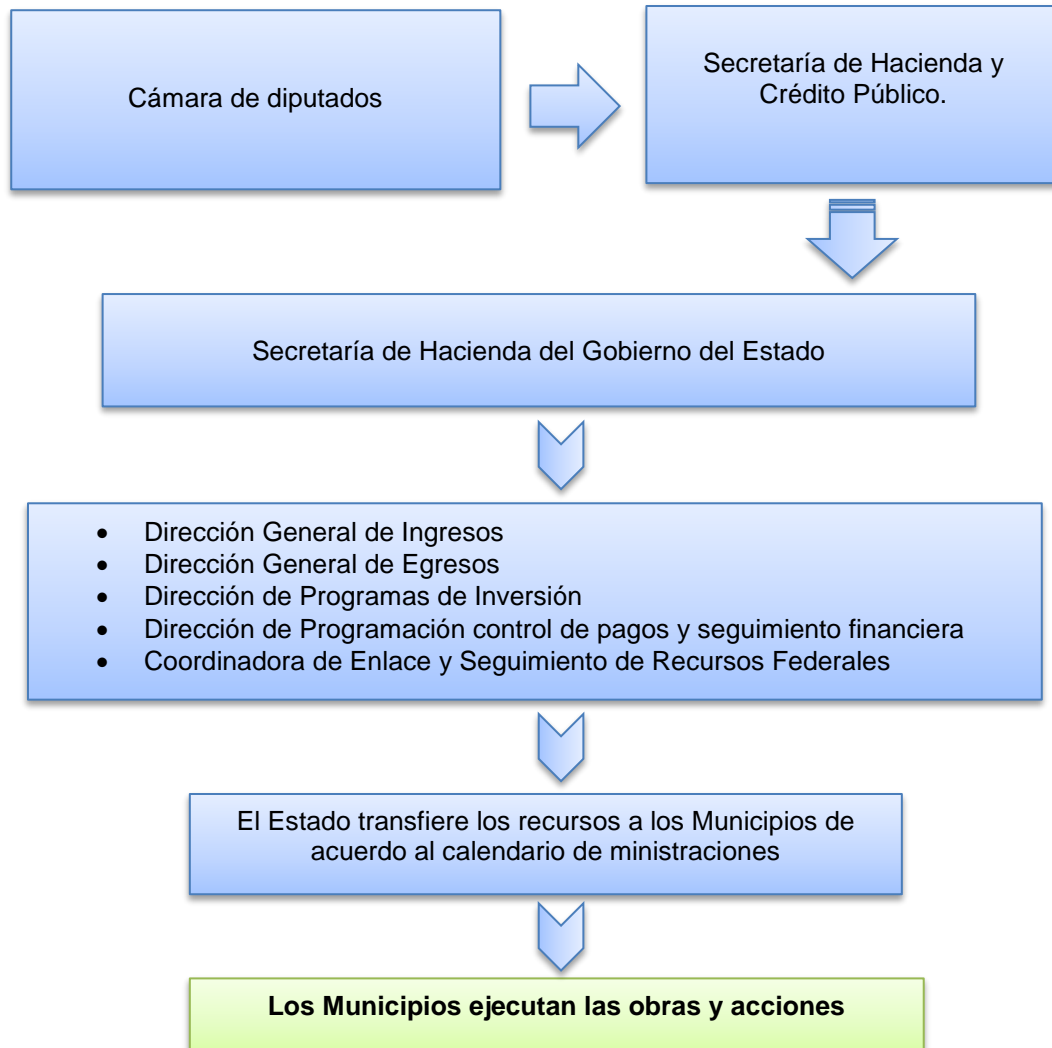 Cámara de diputados
Secretaría de Hacienda y
Crédito Público.
Secretaría de Hacienda del Gobierno del Estado
• Dirección General de Ingresos
• Dirección General de Egresos
• Dirección de Programas de Inversión
• Dirección de Programación control de pagos y seguimiento financiera
• Coordinadora de Enlace y Seguimiento de Recursos Federales
El Estado transfiere los recursos a los Municipios de
acuerdo al calendario de ministraciones
Los Municipios ejecutan las obras y acciones